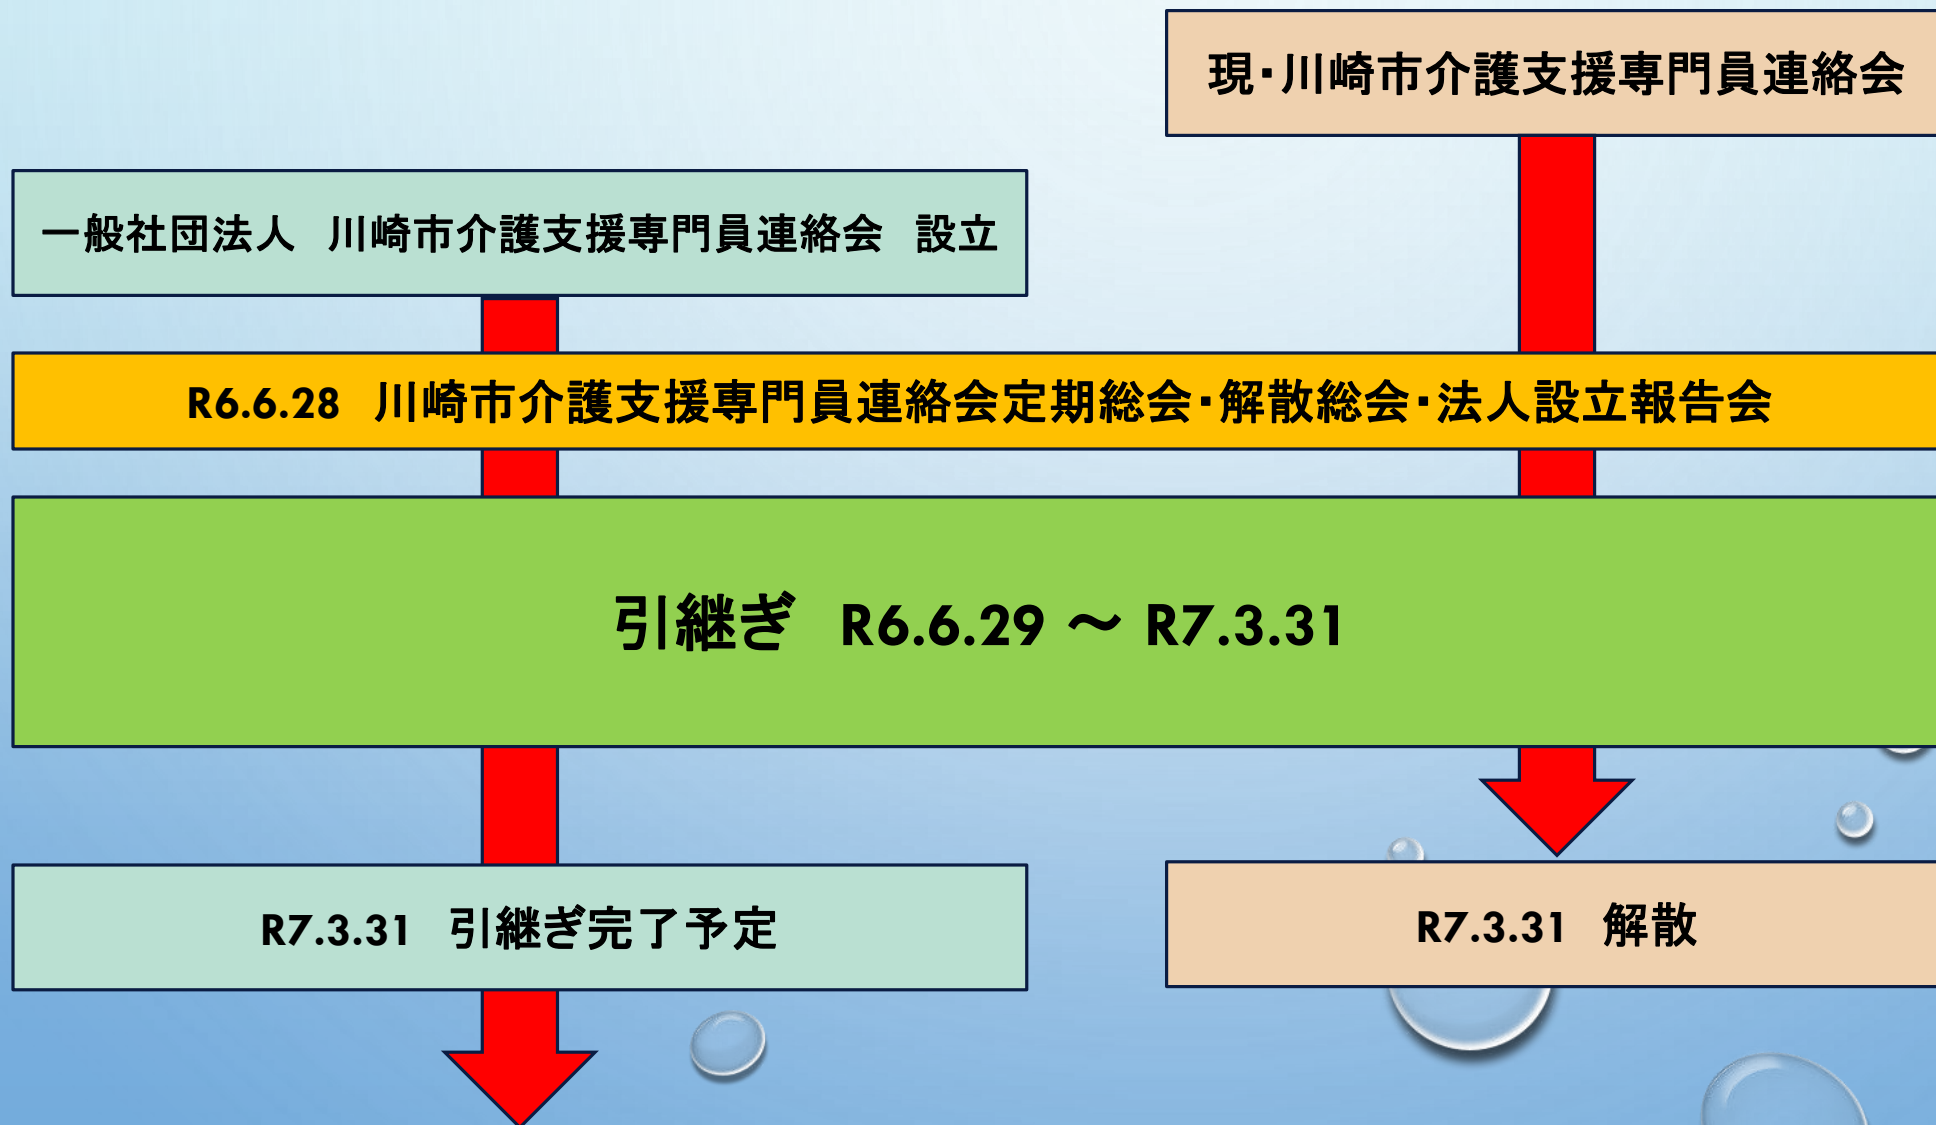 現・川崎市介護支援専門員連絡会
一般社団法人　川崎市介護支援専門員連絡会　設立
R6.6.28　川崎市介護支援専門員連絡会定期総会・解散総会・法人設立報告会
引継ぎ　R6.6.29 ～ R7.3.31
R7.3.31　引継ぎ完了予定
R7.3.31　解散